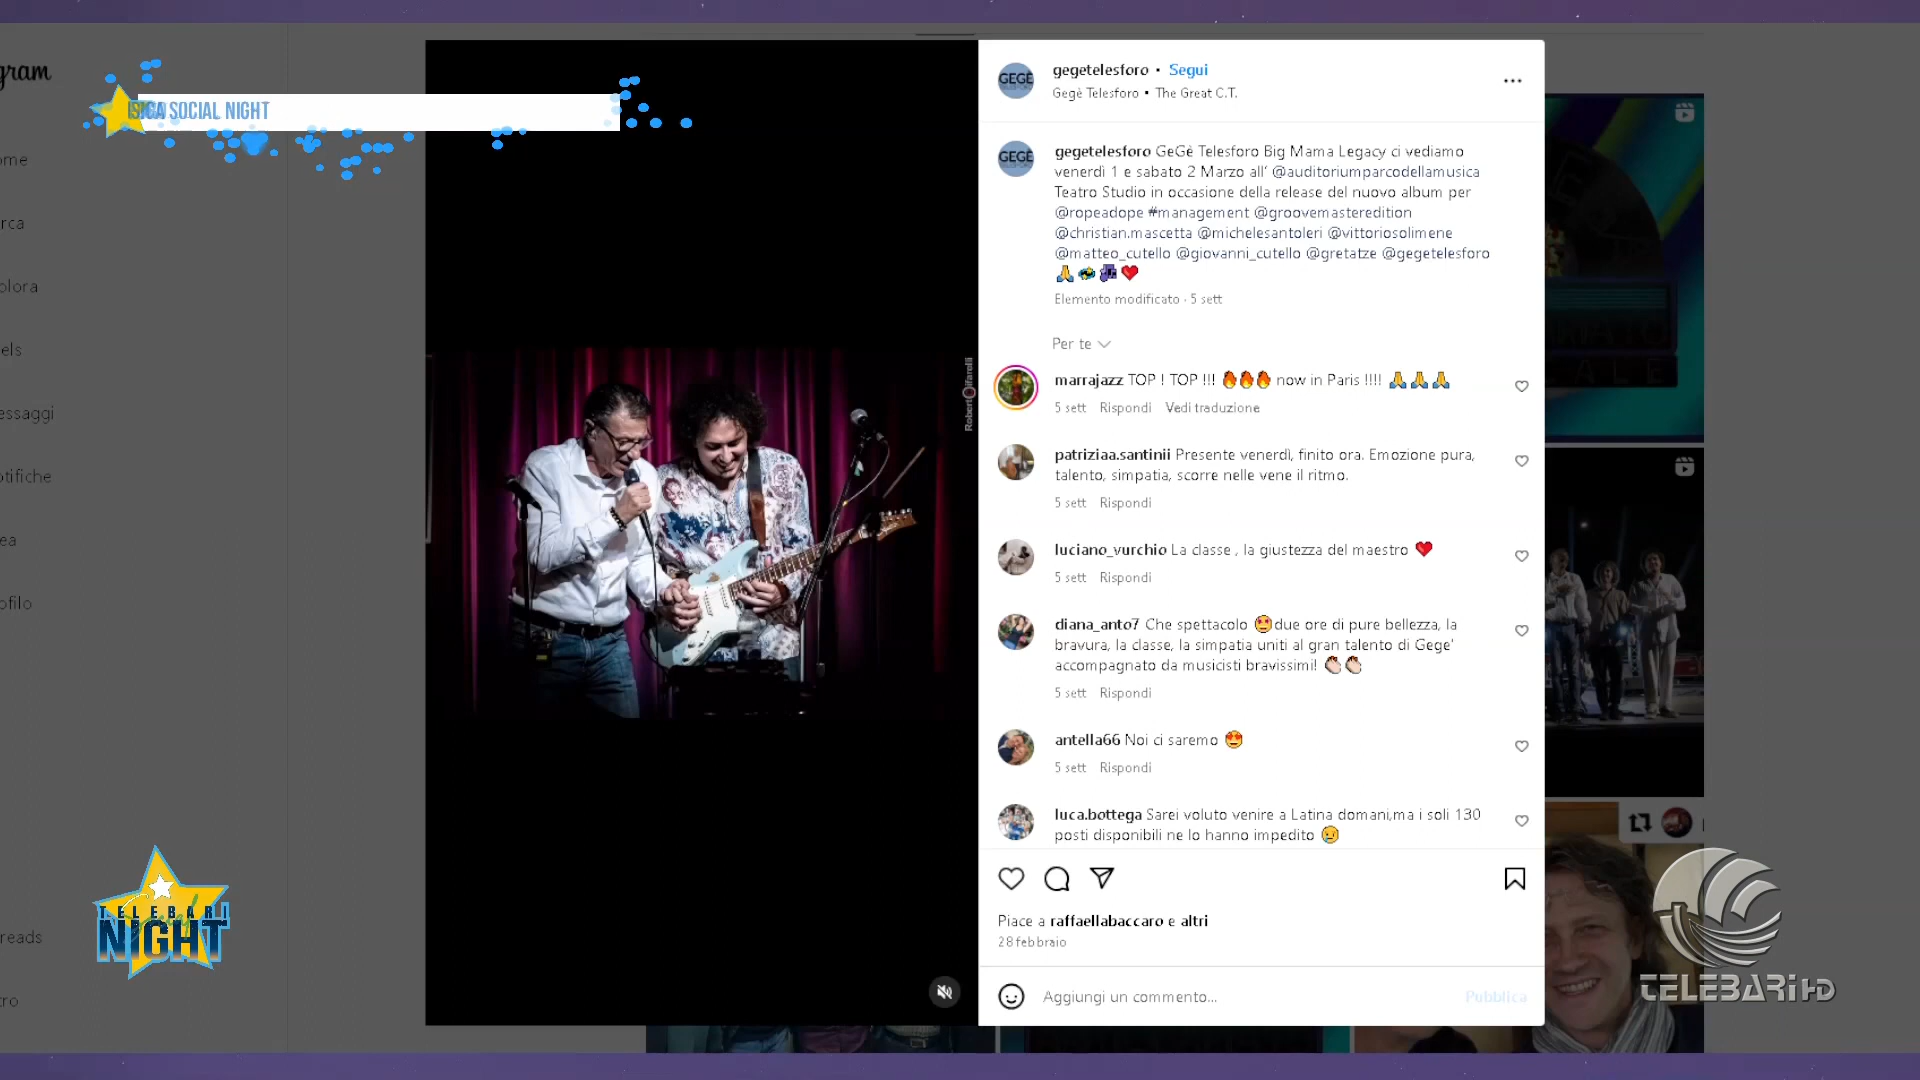 gram
ISICA SOCIAL NIGHT
ome
rca
olora
els
essaggi
otifiche
ea
ofilo
reads
tro
TELEBARI
NIGHT
Robert Cifarelli
GEGÈ
gegetelesforo • Segui
Gegè Telesforo • The Great C.T.
GEGÈ
gegetelesforo GeGè Telesforo Big Mama Legacy ci vediamo
venerdì 1 e sabato 2 Marzo all’ @auditoriumparcodellamusica
Teatro Studio in occasione della release del nuovo album per
@ropeadope #management @groovemasteredition
@christian.mascetta @michelesantoleri @vittoriosolimene
@matteo_cutello @giovanni_cutello @gretatze @gegetelesforo
🙏 🎺 🎶 ❤️
Elemento modificato · 5 sett
Per te
marrajazz TOP ! TOP !!! 🔥🔥🔥 now in Paris !!!! 🙏🙏🙏
5 sett Rispondi Vedi traduzione
patriziaa.santinii Presente venerdì, finito ora. Emozione pura,
talento, simpatia, scorre nelle vene il ritmo.
5 sett Rispondi
luciano_vurchio La classe , la giustezza del maestro ❤️
5 sett Rispondi
diana_anto7 Che spettacolo 🤩due ore di pure bellezza, la
bravura, la classe, la simpatia uniti al gran talento di Gege'
accompagnato da musicisti bravissimi! 👏👏
5 sett Rispondi
antella66 Noi ci saremo 😍
5 sett Rispondi
luca.bottega Sarei voluto venire a Latina domani,ma i soli 130
posti disponibili ne lo hanno impedito 😥
Piace a raffaellabaccaro e altri
28 febbraio
Aggiungi un commento...
Pubblica
TELEBARI HD